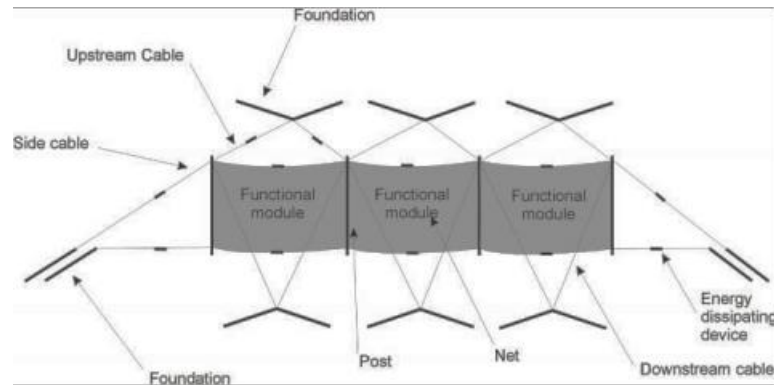 Foundation
Upstream Cable
Side cable
Functional
module
Functional
module
Functional
module
Energy
dissipating
device
Post
Net
Downstream cable
Foundation